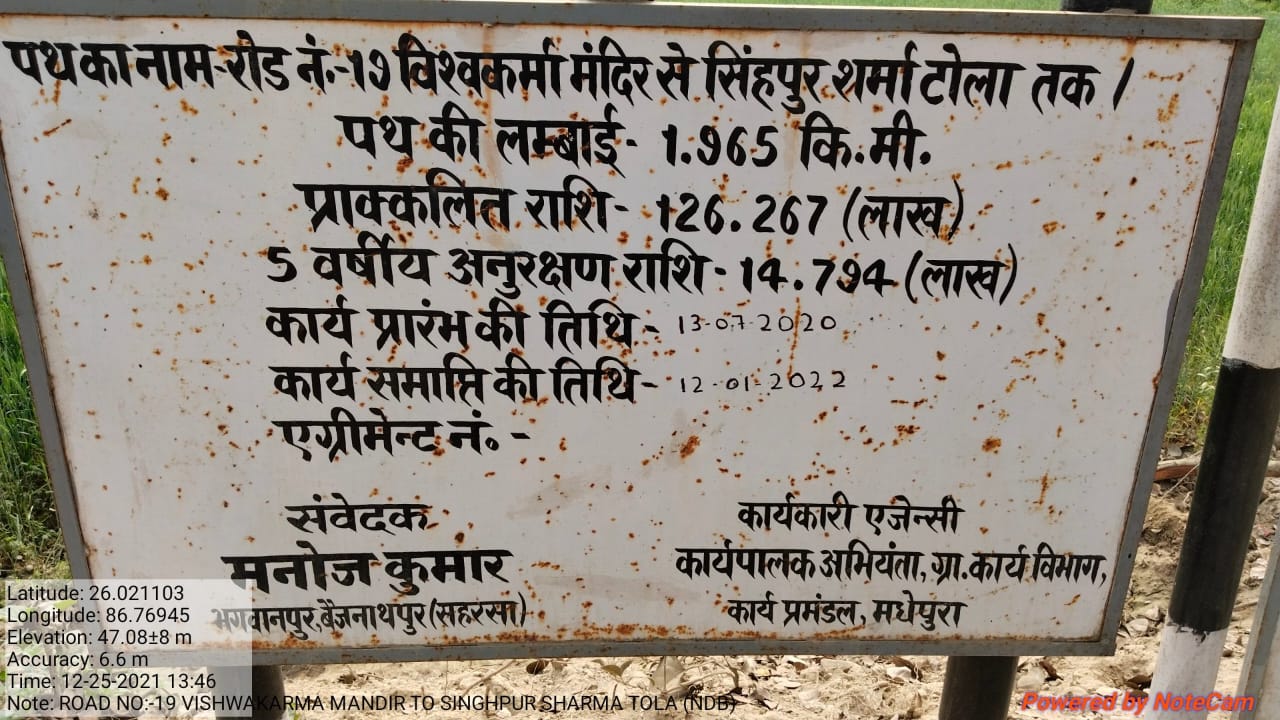 पथ का नाम-रोड नं.-19 विश्वकर्मा मंदिर से सिंहपुर शर्मा टोला तक।
पथ की लम्बाई- 1.965 कि.मी.
प्राक्कलित राशि- 126.267 (लाख)
5 वर्षीय अनुरक्षण राशि- 14.794 (लाख)
कार्य प्रारंभ की तिथि- 13-07-2020
कार्य समाप्ति की तिथि- 12-01-2022
एग्रीमेन्ट नं.-
संवेदक
मनोज कुमार
भगवानपुर, बैजनाथपुर (सहरसा)
कार्यकारी एजेन्सी
कार्यपालक अभियंता, ग्रा. कार्य विभाग,
कार्य प्रमंडल, मधेपुरा
Latitude: 26.021103
Longitude: 86.76945
Elevation: 47.08±8 m
Accuracy: 6.6 m
Time: 12-25-2021 13:46
Note: ROAD NO:-19 VISHWAKARMA MANDIR TO SINGHPUR SHARMA TOLA (NDB)
Powered by NoteCam